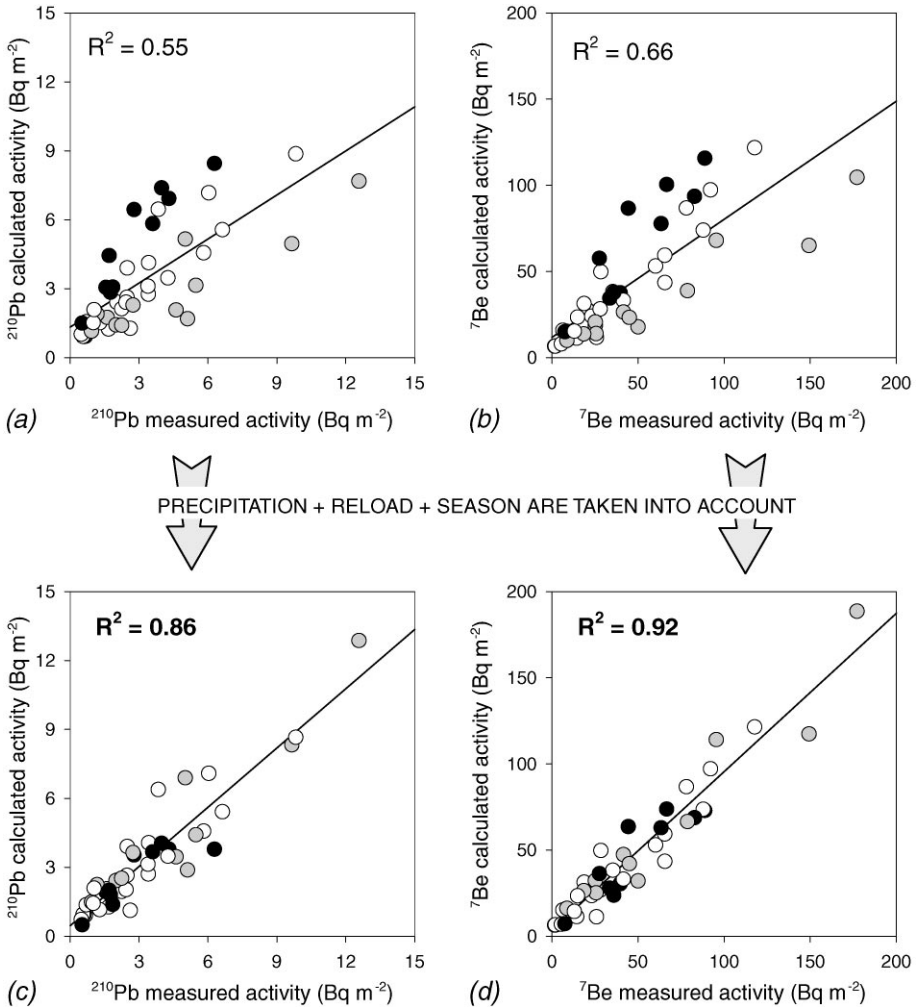 15
12
9
6
3
0
R² = 0.55
²¹⁰Pb calculated activity (Bq m⁻²)
0 3 6 9 12 15
(a) ²¹⁰Pb measured activity (Bq m⁻²)
200
150
100
50
0
R² = 0.66
⁷Be calculated activity (Bq m⁻²)
0 50 100 150 200
(b) ⁷Be measured activity (Bq m⁻²)
PRECIPITATION + RELOAD + SEASON ARE TAKEN INTO ACCOUNT
15
12
9
6
3
0
R² = 0.86
²¹⁰Pb calculated activity (Bq m⁻²)
0 3 6 9 12 15
(c) ²¹⁰Pb measured activity (Bq m⁻²)
200
150
100
50
0
R² = 0.92
⁷Be calculated activity (Bq m⁻²)
0 50 100 150 200
(d) ⁷Be measured activity (Bq m⁻²)